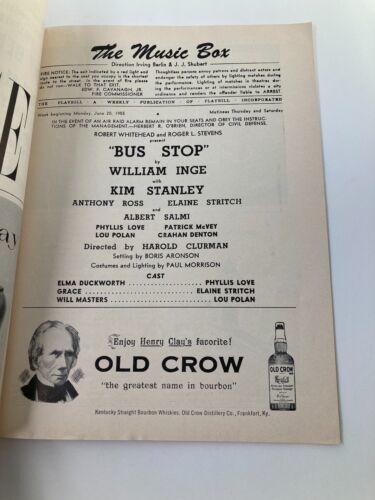 The Music Box
Direction Irving Berlin & J. J. Shubert
FIRE NOTICE: The exit indicated by a red light and
nearest to the seat you occupy is the shortest
route to the street. In the event of fire please
do not run—WALK TO THAT EXIT.
EDW. F. CAVANAGH, JR.
FIRE COMMISSIONER
Thoughtless persons annoy patrons and distract actors and
endanger the safety of others by lighting matches during
the performance. Lighting of matches in theatres during
the performances or at intermissions violates a city
ordinance and renders the offender liable to ARREST.
THE PLAYBILL A WEEKLY PUBLICATION OF PLAYBILL INCORPORATED
Week beginning Monday, June 20, 1955 Matinees Thursday and Saturday
IN THE EVENT OF AN AIR RAID ALARM REMAIN IN YOUR SEATS AND OBEY THE INSTRUC-
TIONS OF THE MANAGEMENT.—HERBERT R. O'BRIEN, DIRECTOR OF CIVIL DEFENSE.
ROBERT WHITEHEAD and ROGER L. STEVENS
present
"BUS STOP"
by
WILLIAM INGE
with
KIM STANLEY
ANTHONY ROSS ELAINE STRITCH
and
ALBERT SALMI
PHYLLIS LOVE PATRICK McVEY
LOU POLAN CRAHAN DENTON
Directed by HAROLD CLURMAN
Setting by BORIS ARONSON
Costumes and Lighting by PAUL MORRISON
CAST
ELMA DUCKWORTH .................... PHYLLIS LOVE
GRACE .................................. ELAINE STRITCH
WILL MASTERS ........................... LOU POLAN
Enjoy Henry Clay's favorite!
OLD CROW
"the greatest name in bourbon"
OLD CROW
Kentucky Straight Bourbon Whiskies. Old Crow Distillery Co., Frankfort, Ky.